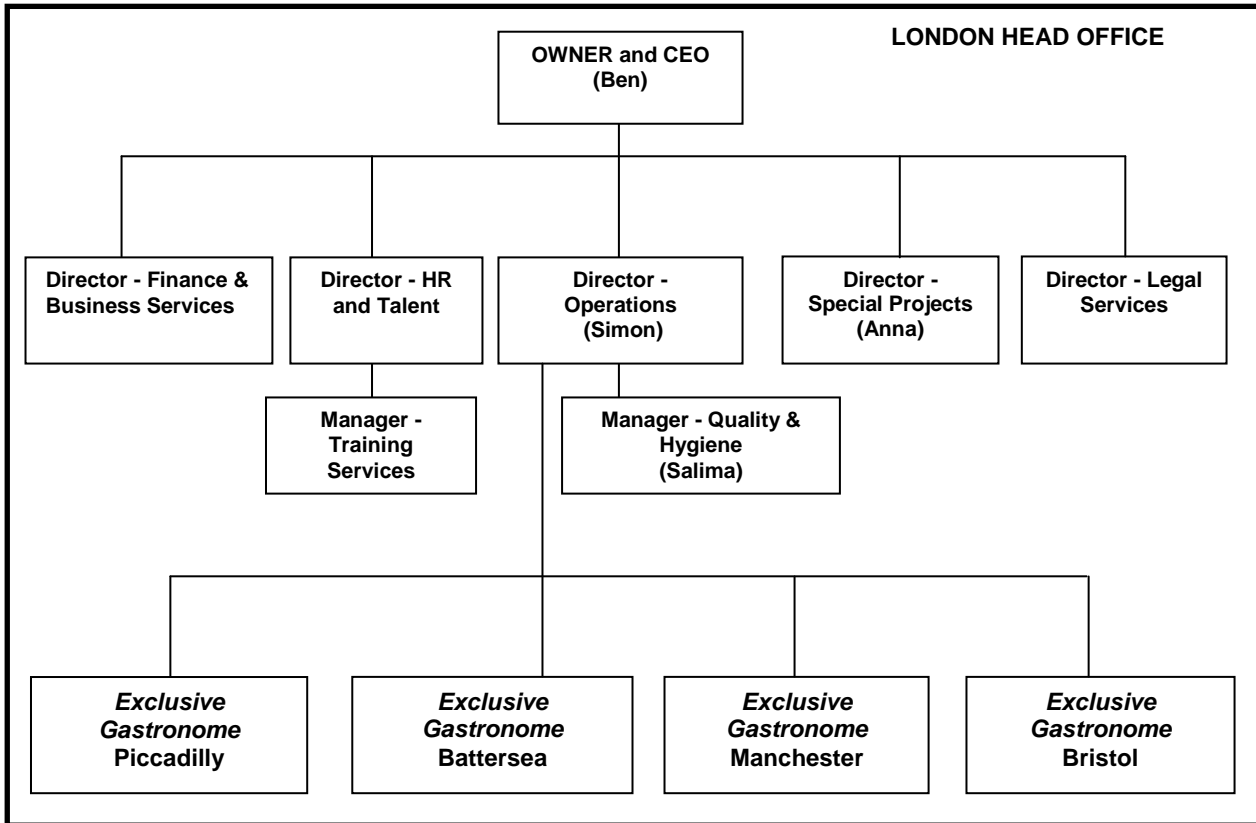 LONDON HEAD OFFICE
OWNER and CEO
(Ben)
Director - Finance &
Business Services
Director - HR
and Talent
Director -
Operations
(Simon)
Director -
Special Projects
(Anna)
Director - Legal
Services
Manager -
Training
Services
Manager - Quality &
Hygiene
(Salima)
Exclusive
Gastronome
Piccadilly
Exclusive
Gastronome
Battersea
Exclusive
Gastronome
Manchester
Exclusive
Gastronome
Bristol